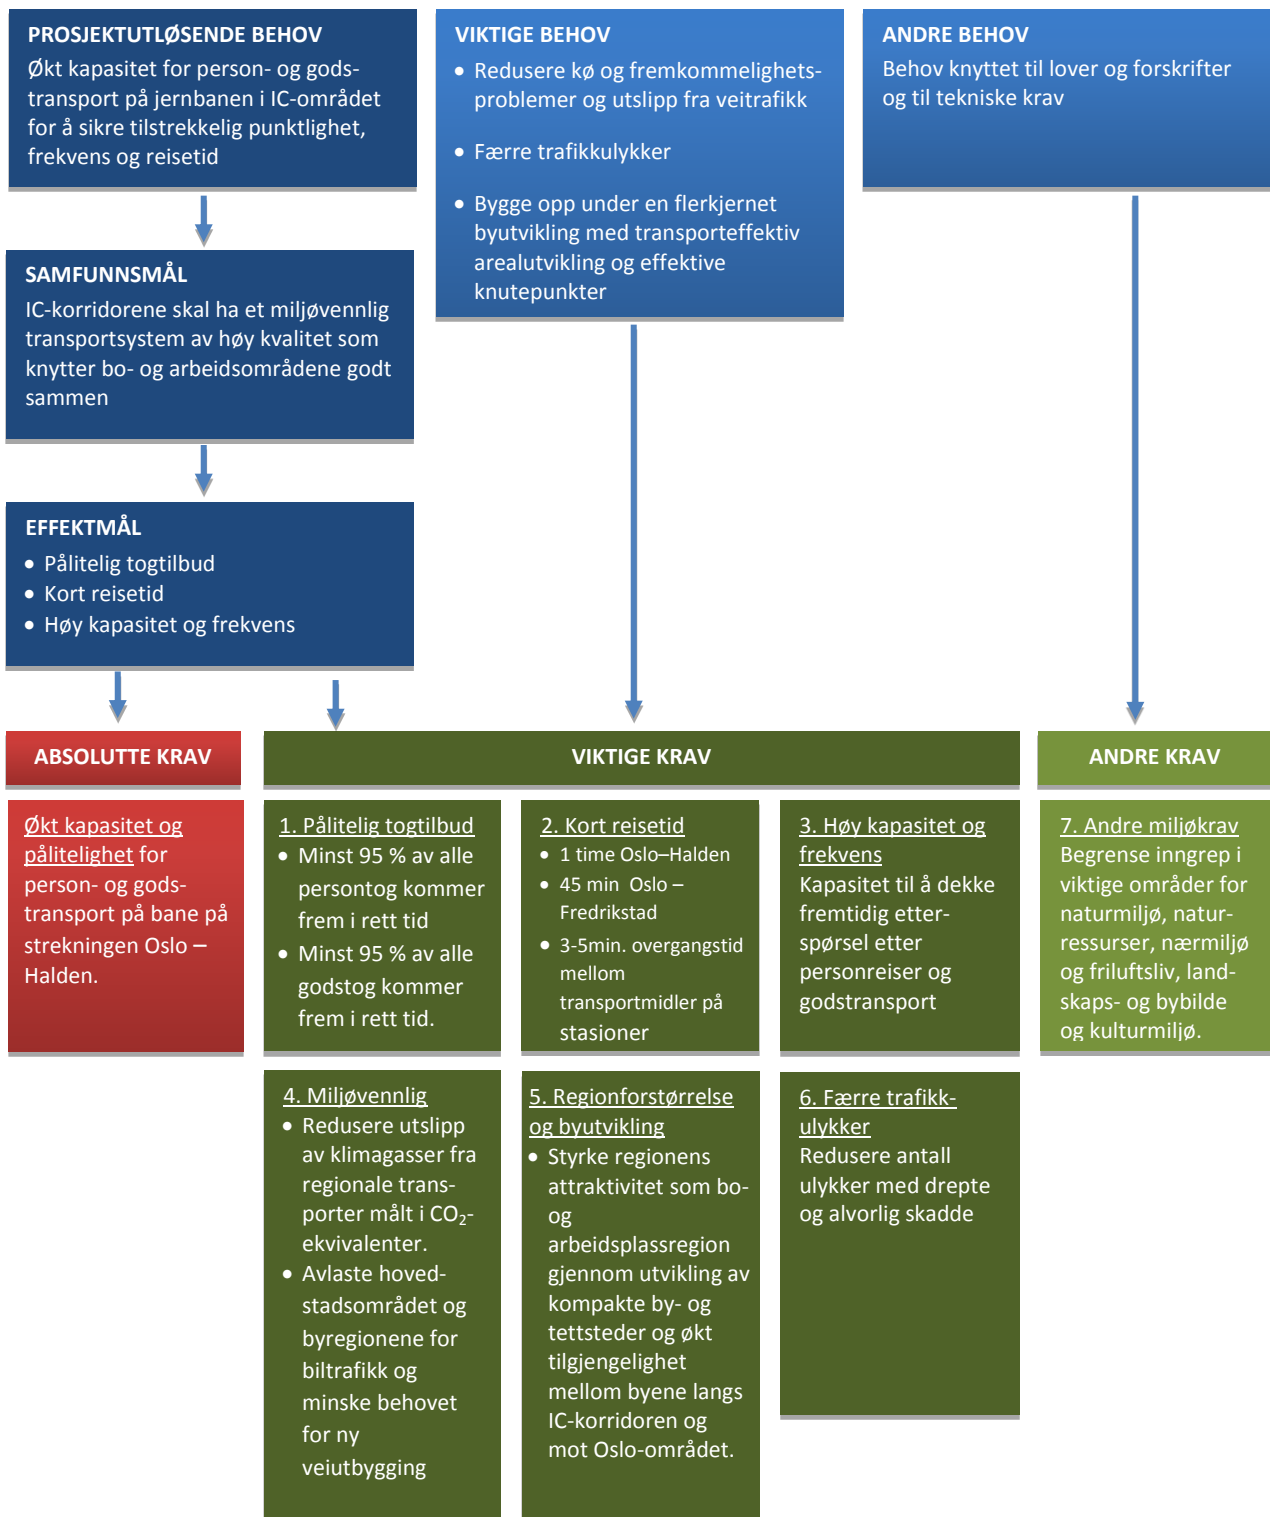 PROSJEKTUTLØSENDE BEHOV
Økt kapasitet for person- og gods-
transport på jernbanen i IC-området
for å sikre tilstrekkelig punktlighet,
frekvens og reisetid
VIKTIGE BEHOV
• Redusere kø og fremkommelighets-
problemer og utslipp fra veitrafikk
• Færre trafikkulykker
• Bygge opp under en flerkjernet
byutvikling med transporteffektiv
arealutvikling og effektive
knutepunkter
ANDRE BEHOV
Behov knyttet til lover og forskrifter
og til tekniske krav
SAMFUNNSMÅL
IC-korridorene skal ha et miljøvennlig
transportsystem av høy kvalitet som
knytter bo- og arbeidsområdene godt
sammen
EFFEKTMÅL
• Pålitelig togtilbud
• Kort reisetid
• Høy kapasitet og frekvens
ABSOLUTTE KRAV
VIKTIGE KRAV
ANDRE KRAV
Økt kapasitet og
pålitelighet for
person- og gods-
transport på bane på
strekningen Oslo –
Halden.
1. Pålitelig togtilbud
• Minst 95 % av alle
persontog kommer
frem i rett tid
• Minst 95 % av alle
godstog kommer
frem i rett tid.
2. Kort reisetid
• 1 time Oslo–Halden
• 45 min Oslo –
Fredrikstad
• 3-5min. overgangstid
mellom
transportmidler på
stasjoner
3. Høy kapasitet og
frekvens
Kapasitet til å dekke
fremtidig etter-
spørsel etter
personreiser og
godstransport
7. Andre miljøkrav
Begrense inngrep i
viktige områder for
naturmiljø, natur-
ressurser, nærmiljø
og friluftsliv, land-
skaps- og bybilde
og kulturmiljø.
4. Miljøvennlig
• Redusere utslipp
av klimagasser fra
regionale trans-
porter målt i CO₂-
ekvivalenter.
• Avlaste hoved-
stadsområdet og
byregionene for
biltrafikk og
minske behovet
for ny
veiutbygging
5. Regionforstørrelse
og byutvikling
• Styrke regionens
attraktivitet som bo-
og
arbeidsplassregion
gjennom utvikling av
kompakte by- og
tettsteder og økt
tilgjengelighet
mellom byene langs
IC-korridoren og
mot Oslo-området.
6. Færre trafikk-
ulykker
Redusere antall
ulykker med drepte
og alvorlig skadde